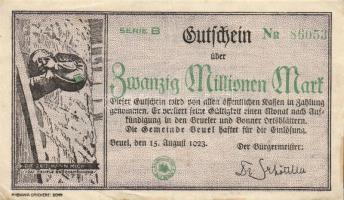 SERIE B
Gutschein
No 86053
über
Zwanzig Millionen Mark
Dieser Gutschein wird von allen öffentlichen Kassen in Zahlung
genommen. Er verliert seine Gültigkeit einen Monat nach Auf-
kündigung in den Brueler und Bonner Ortsblättern.
Die Gemeinde Beuel haftet für die Einlösung.
Beuel, den 15. August 1923.
Der Bürgermeister: